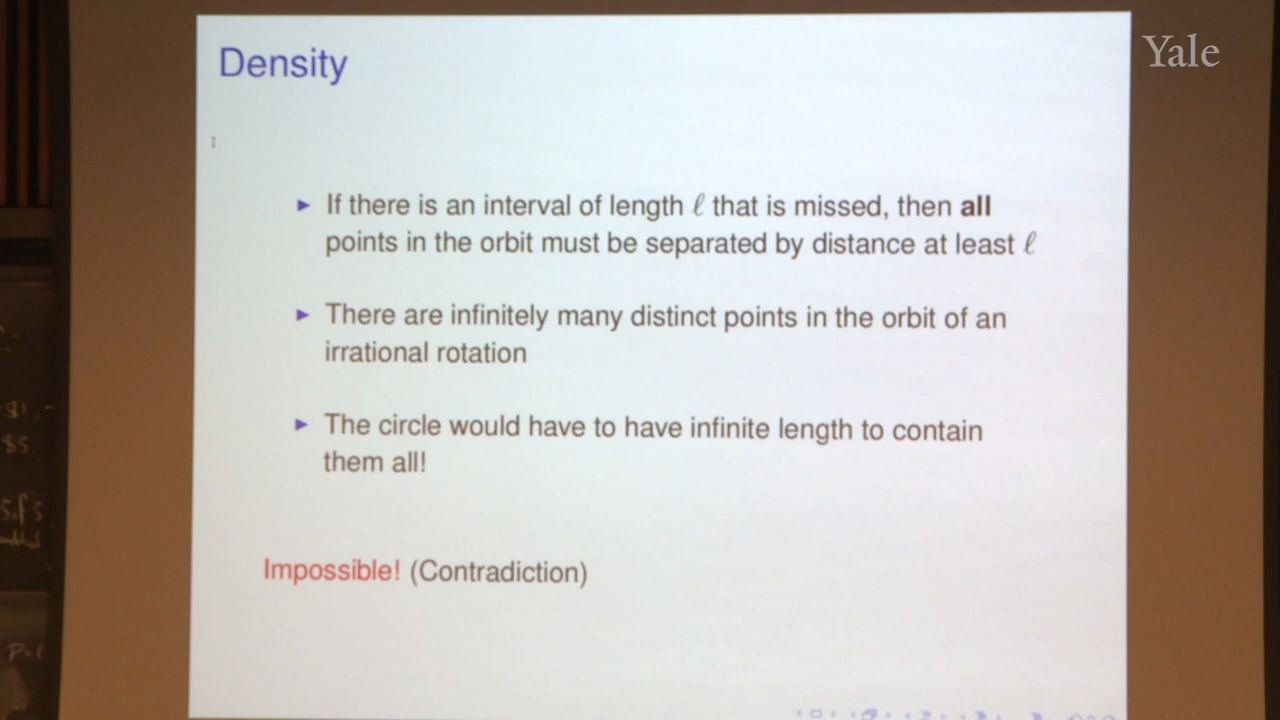 Density
Yale
▸ If there is an interval of length ℓ that is missed, then all
points in the orbit must be separated by distance at least ℓ
▸ There are infinitely many distinct points in the orbit of an
irrational rotation
▸ The circle would have to have infinite length to contain
them all!
Impossible! (Contradiction)